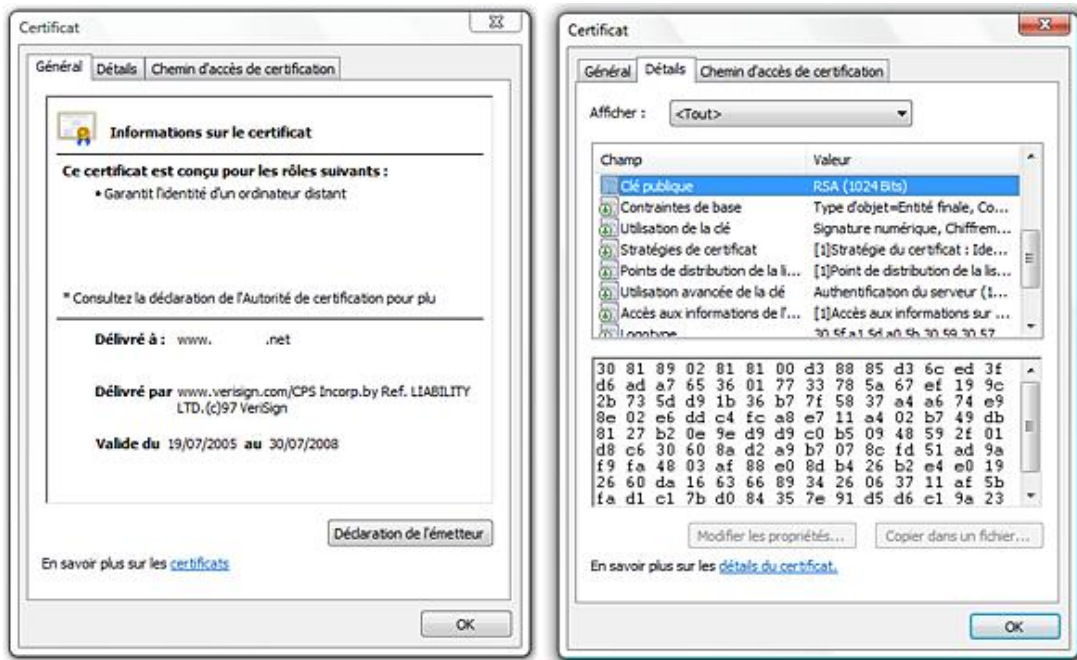 Certificat
Général Détails Chemin d'accès de certification
Informations sur le certificat
Ce certificat est conçu pour les rôles suivants :
• Garantit l'identité d'un ordinateur distant
* Consultez la déclaration de l'Autorité de certification pour plu
Délivré à : www. .net
Délivré par www.verisign.com/CPS Incorp.by Ref. LIABILITY
LTD.(c)97 VeriSign
Valide du 19/07/2005 au 30/07/2008
Déclaration de l'émetteur
En savoir plus sur les certificats
OK
Certificat
Général Détails Chemin d'accès de certification
Afficher : <Tout>
Champ Valeur
Clé publique RSA (1024 Bits)
Contraintes de base Type d'objet=Entité finale, Co...
Utilisation de la clé Signature numérique, Chiffrem...
Stratégies de certificat [1]Stratégie du certificat : Ide...
Points de distribution de la li... [1]Point de distribution de la lis...
Utilisation avancée de la clé Authentification du serveur (1....
Accès aux informations de l'... [1]Accès aux informations sur ...
Logotype 30 5f a1 5d a0 5b 30 59 30 57
30 81 89 02 81 81 00 d3 88 85 d3 6c ed 3f
d6 ad a7 65 36 01 77 33 78 5a 67 ef 19 9c
2b 73 5d d9 1b 36 b7 7f 58 37 a4 a6 74 e9
8e 02 e6 dd c4 fc a8 e7 11 a4 02 b7 49 db
81 27 b2 0e 9e d9 d9 c0 b5 09 48 59 2f 01
d8 c6 30 60 8a d2 a9 b7 07 8c fd 51 ad 9a
f9 fa 48 03 af 88 e0 8d b4 26 b2 e4 e0 19
26 60 da 16 63 66 89 34 26 06 37 11 af 5b
fa d1 c1 7b d0 84 35 7e 91 d5 d6 c1 9a 23
Modifier les propriétés... Copier dans un fichier...
En savoir plus sur les détails du certificat.
OK